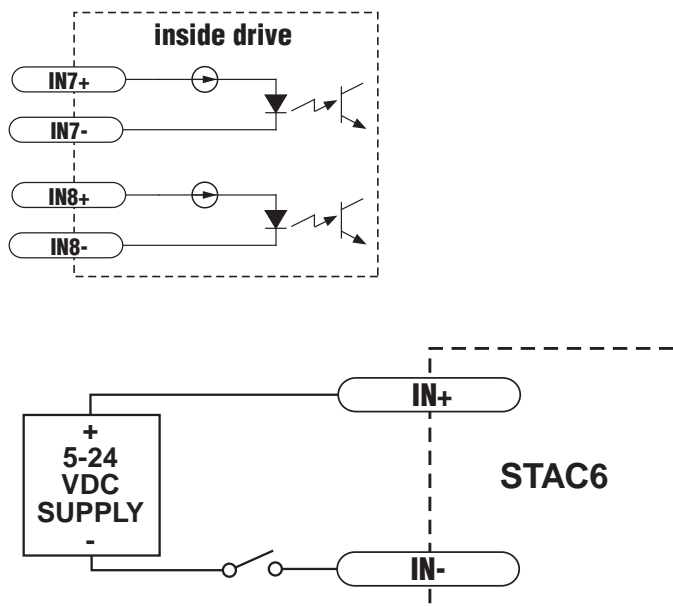 inside drive
IN7+
IN7-
IN8+
IN8-
IN+
+
5-24
VDC
SUPPLY
-
STAC6
IN-